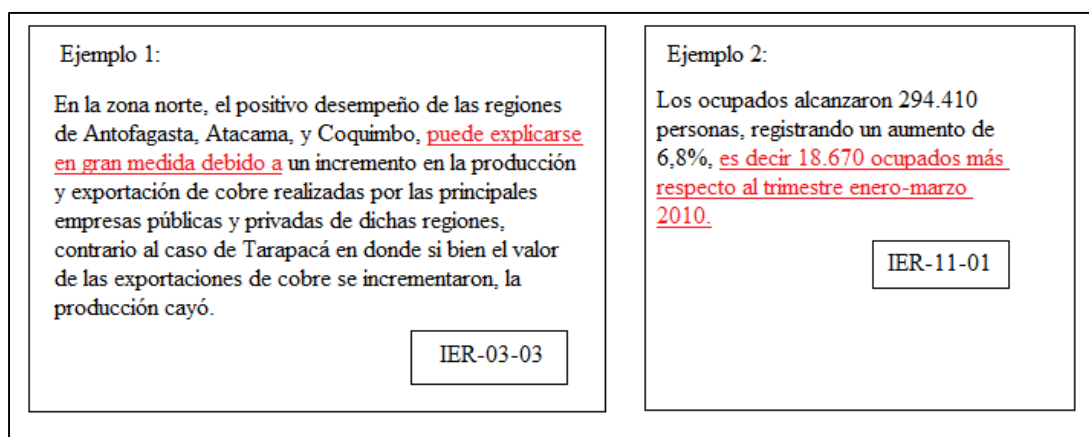 Ejemplo 1:
En la zona norte, el positivo desempeño de las regiones
de Antofagasta, Atacama, y Coquimbo, puede explicarse
en gran medida debido a un incremento en la producción
y exportación de cobre realizadas por las principales
empresas públicas y privadas de dichas regiones,
contrario al caso de Tarapacá en donde si bien el valor
de las exportaciones de cobre se incrementaron, la
producción cayó.
IER-03-03
Ejemplo 2:
Los ocupados alcanzaron 294.410
personas, registrando un aumento de
6,8%, es decir 18.670 ocupados más
respecto al trimestre enero-marzo
2010.
IER-11-01